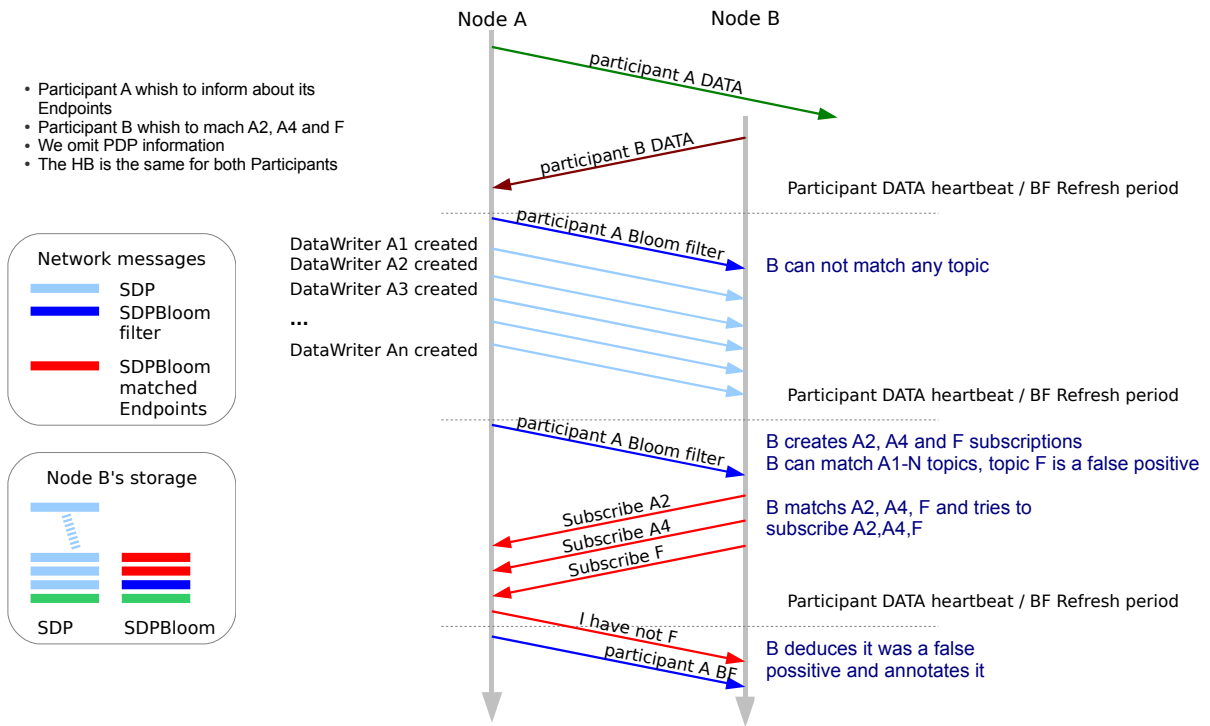 Node A
Node B
participant A DATA
• Participant A whish to inform about its
Endpoints
• Participant B whish to mach A2, A4 and F
• We omit PDP information
• The HB is the same for both Participants
participant B DATA
Participant DATA heartbeat / BF Refresh period
participant A Bloom filter
DataWriter A1 created
DataWriter A2 created
DataWriter A3 created
...
DataWriter An created
B can not match any topic
Network messages
SDP
SDPBloom
filter
SDPBloom
matched
Endpoints
Participant DATA heartbeat / BF Refresh period
participant A Bloom filter
B creates A2, A4 and F subscriptions
B can match A1-N topics, topic F is a false positive
Node B's storage
SDP
SDPBloom
Subscribe A2
Subscribe A4
Subscribe F
B matchs A2, A4, F and tries to
subscribe A2,A4,F
Participant DATA heartbeat / BF Refresh period
I have not F
participant A BF
B deduces it was a false
possitive and annotates it